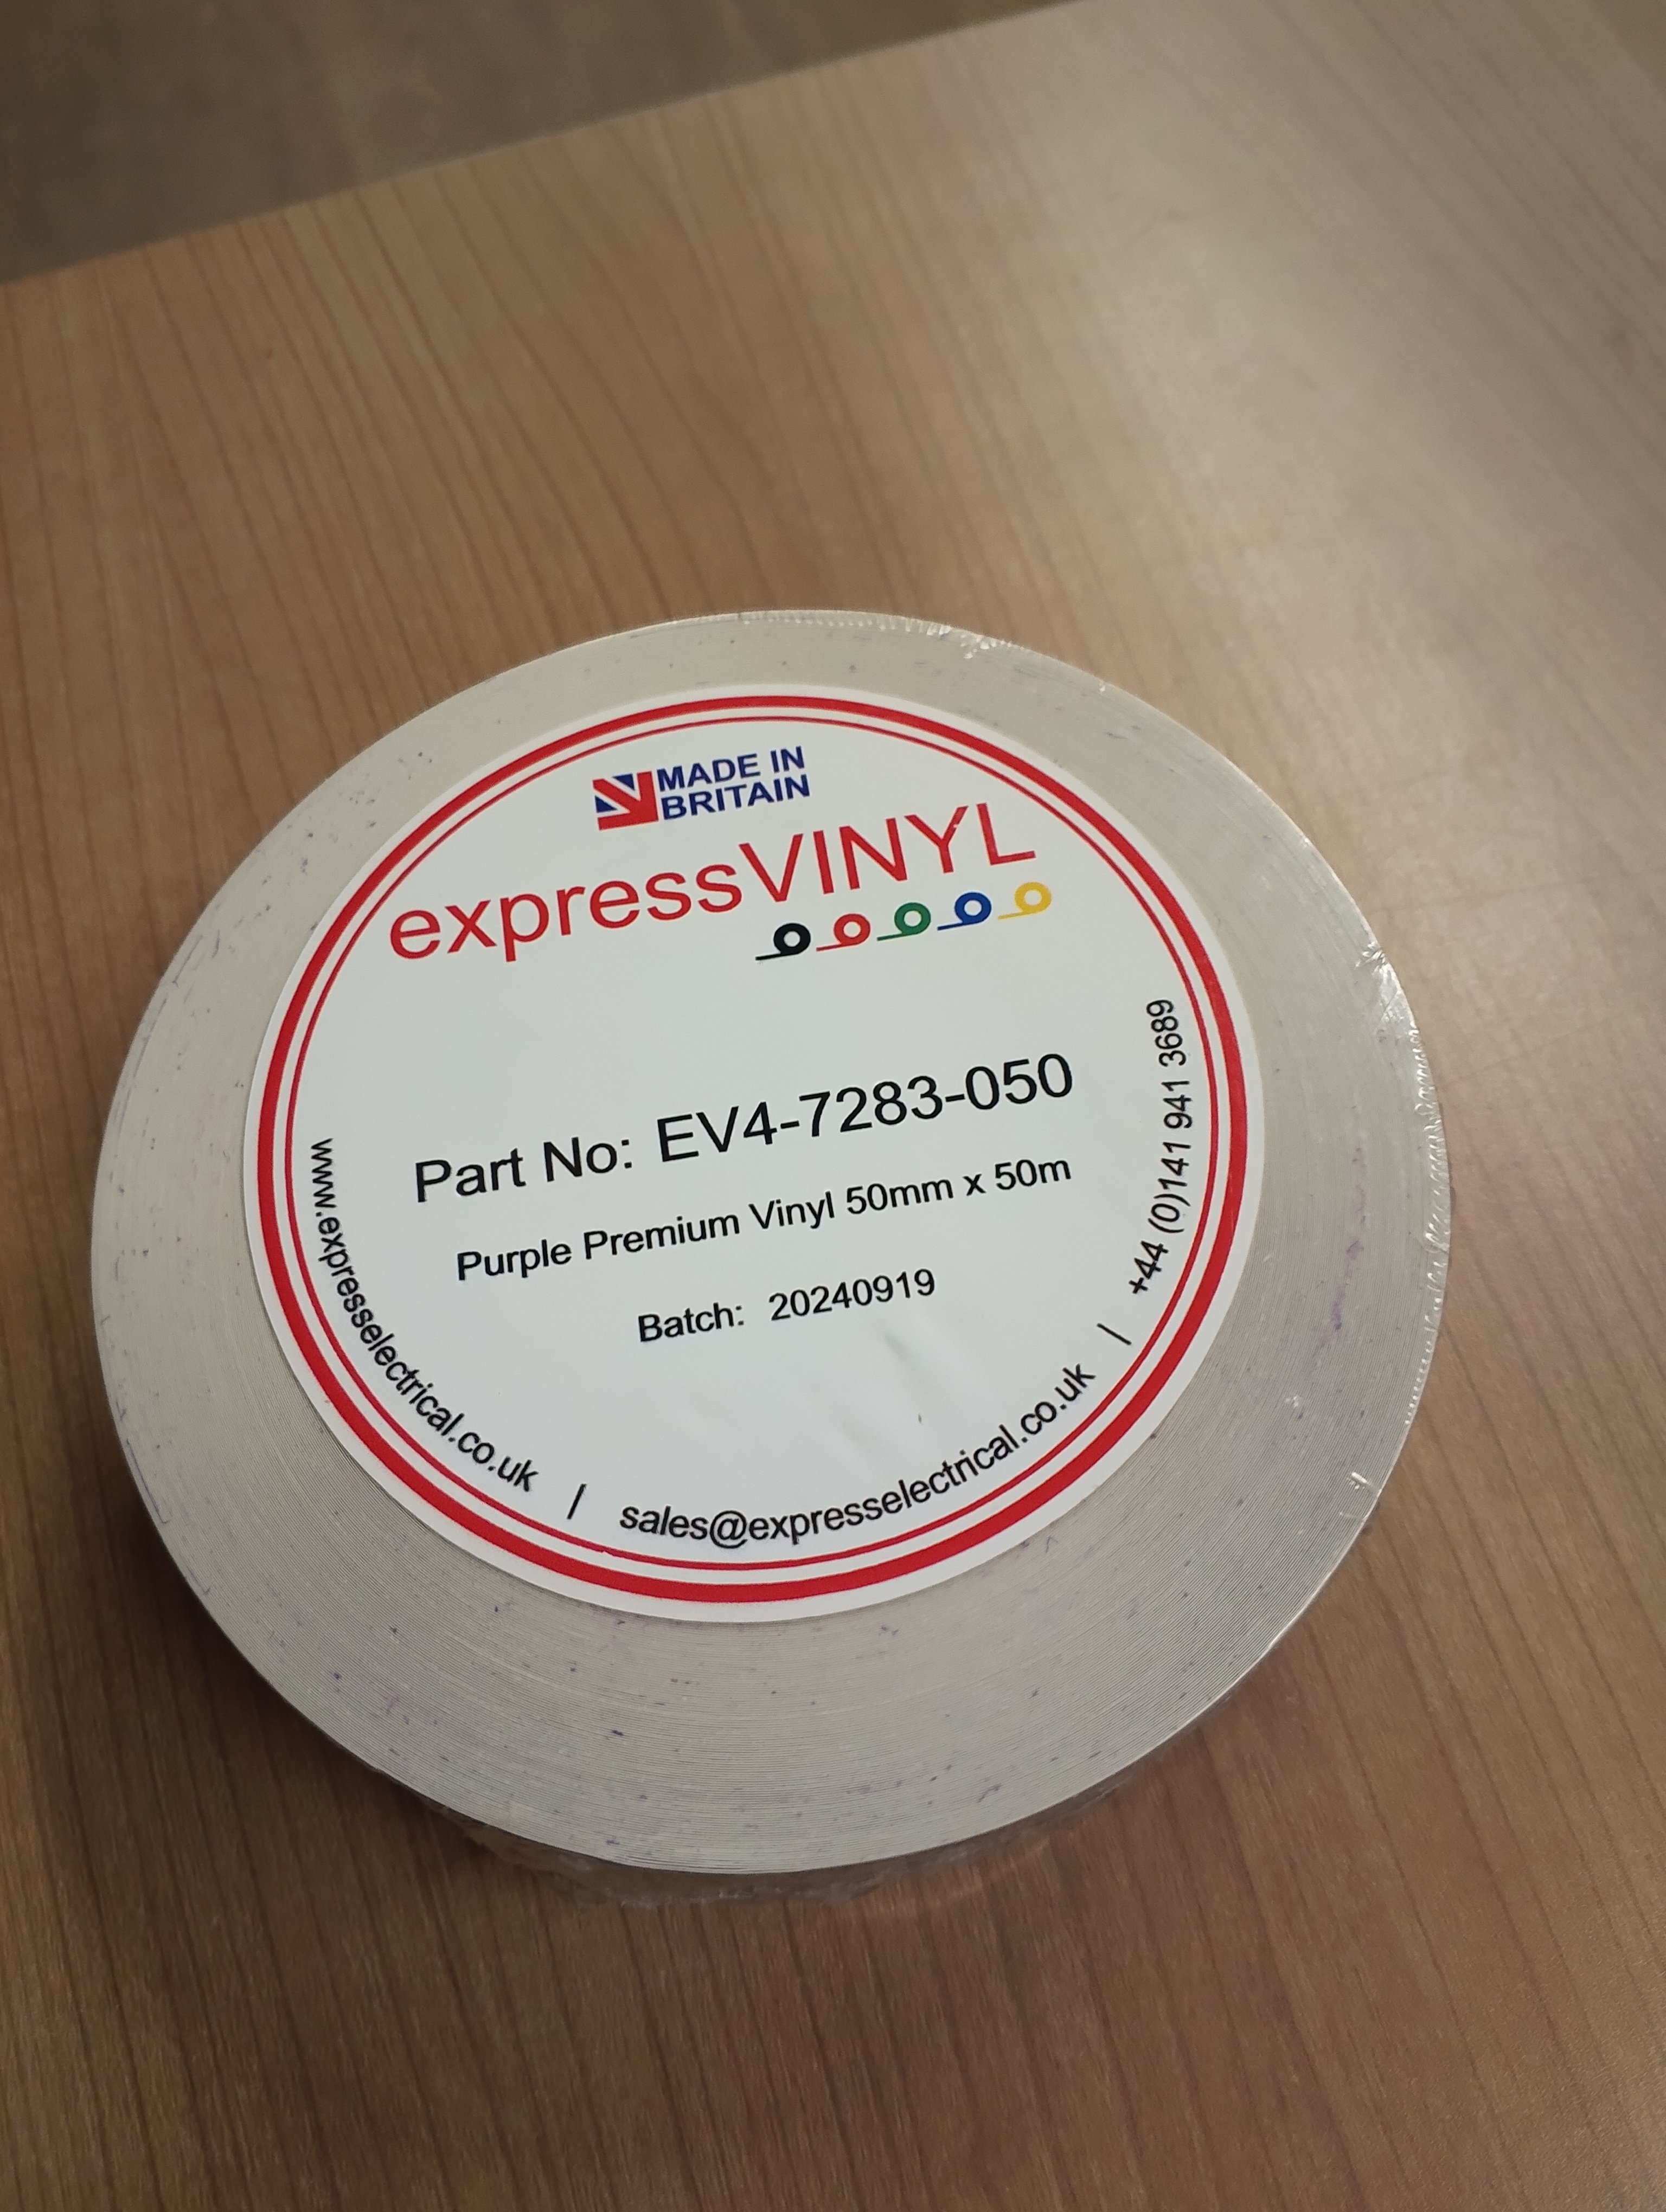 MADE IN
BRITAIN
expressVINYL
Part No: EV4-7283-050
Purple Premium Vinyl 50mm x 50m
Batch: 20240919
www.expresselectrical.co.uk | sales@expresselectrical.co.uk | +44 (0)141 941 3689